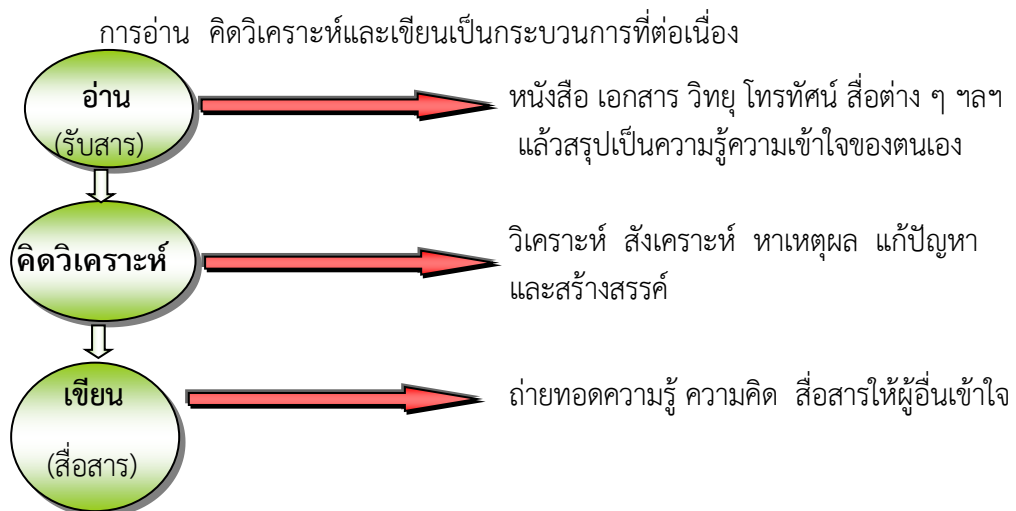 การอ่าน คิดวิเคราะห์และเขียนเป็นกระบวนการที่ต่อเนื่อง
อ่าน
(รับสาร)
หนังสือ เอกสาร วิทยุ โทรทัศน์ สื่อต่าง ๆ ฯลฯ
แล้วสรุปเป็นความรู้ความเข้าใจของตนเอง
คิดวิเคราะห์
วิเคราะห์ สังเคราะห์ หาเหตุผล แก้ปัญหา
และสร้างสรรค์
เขียน
(สื่อสาร)
ถ่ายทอดความรู้ ความคิด สื่อสารให้ผู้อื่นเข้าใจ